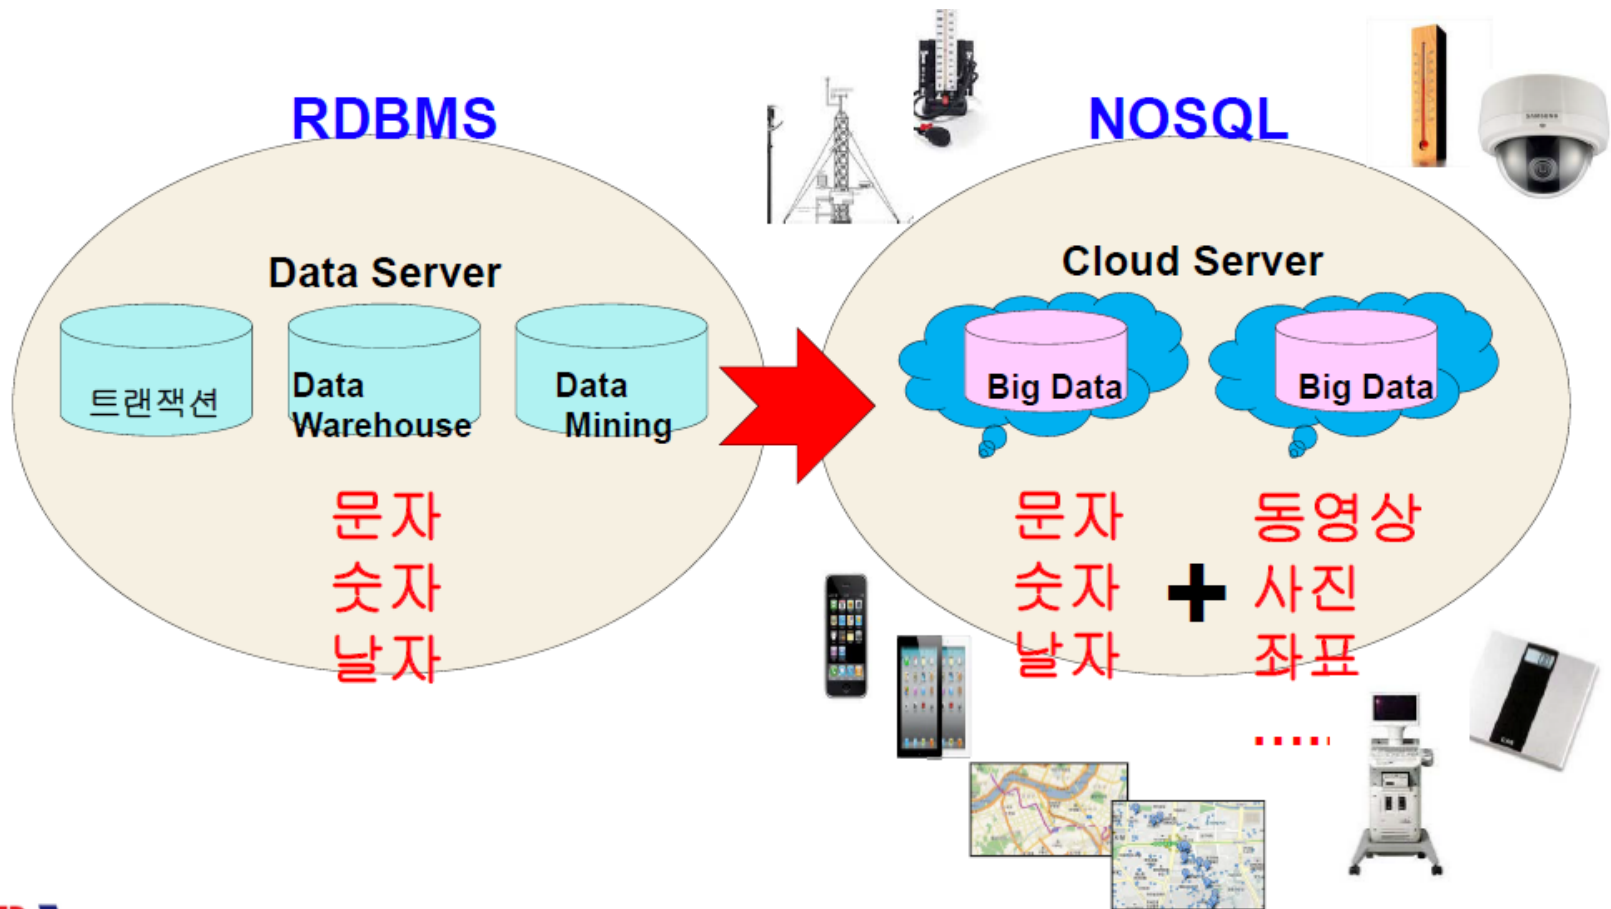 RDBMS
Data Server
트랜잭션
Data
Warehouse
Data
Mining
문자
숫자
날자
NOSQL
Cloud Server
Big Data
Big Data
문자
숫자
날자
+
동영상
사진
좌표
.....
SAMSUNG